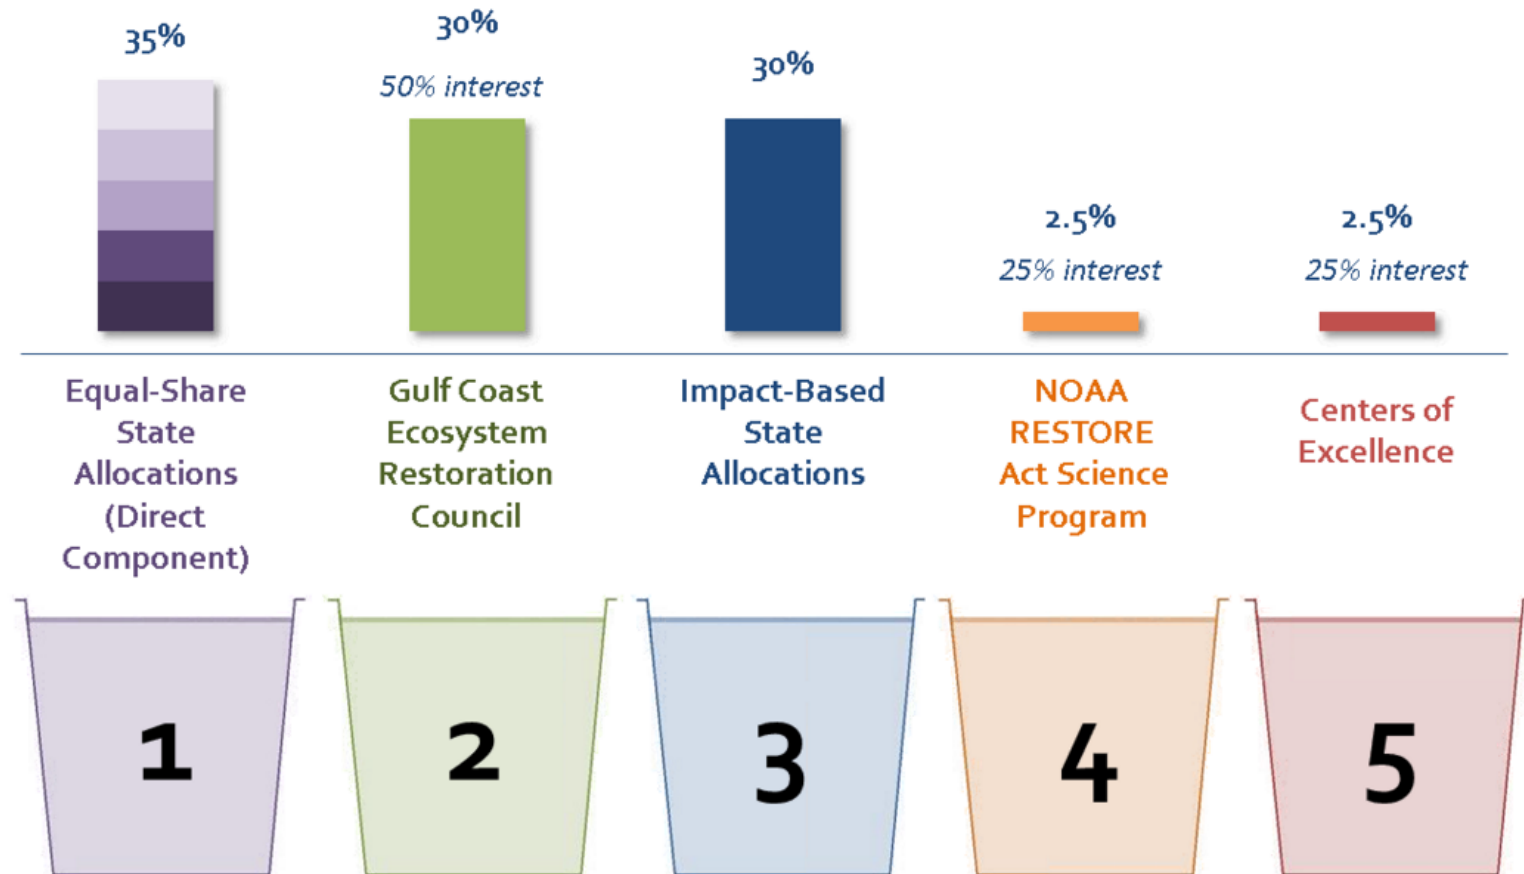 35%
30%
50% interest
30%
2.5%
25% interest
2.5%
25% interest
Equal-Share
State
Allocations
(Direct
Component)
Gulf Coast
Ecosystem
Restoration
Council
Impact-Based
State
Allocations
NOAA
RESTORE
Act Science
Program
Centers of
Excellence
1
2
3
4
5